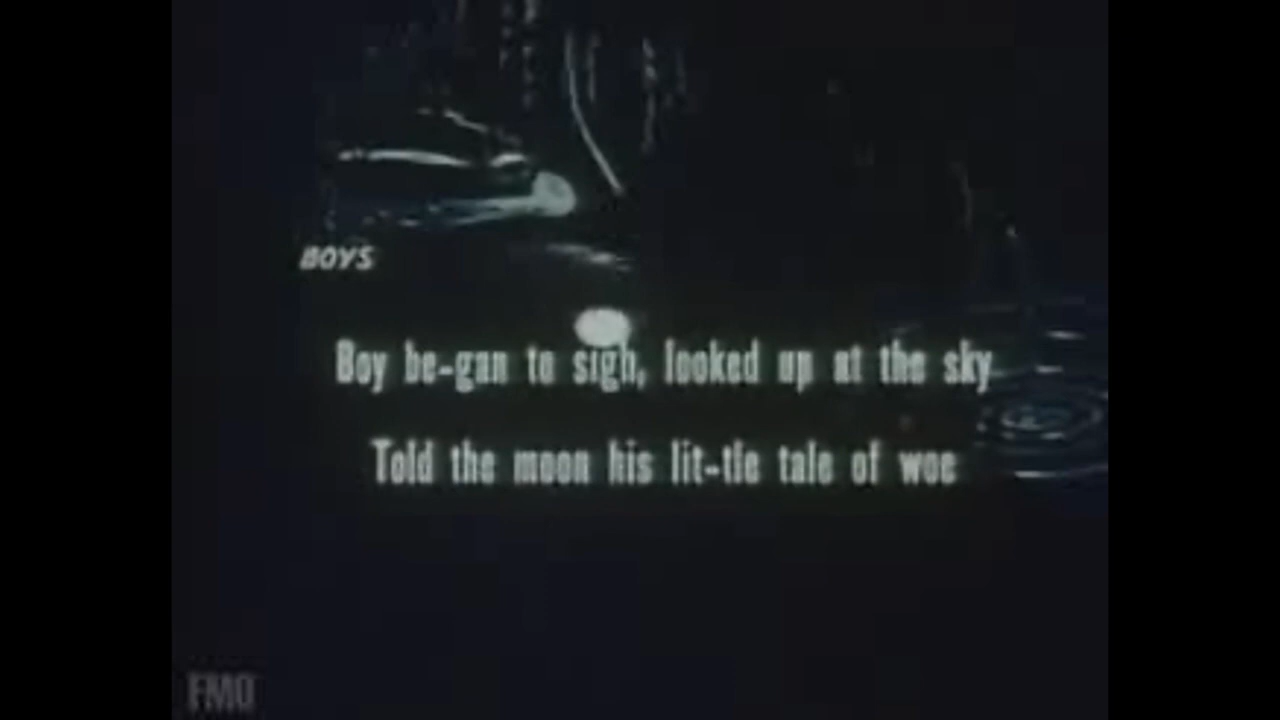 BOYS
Boy be-gan to sigh, looked up at the sky
Told the moon his lit-tle tale of woe
FMO